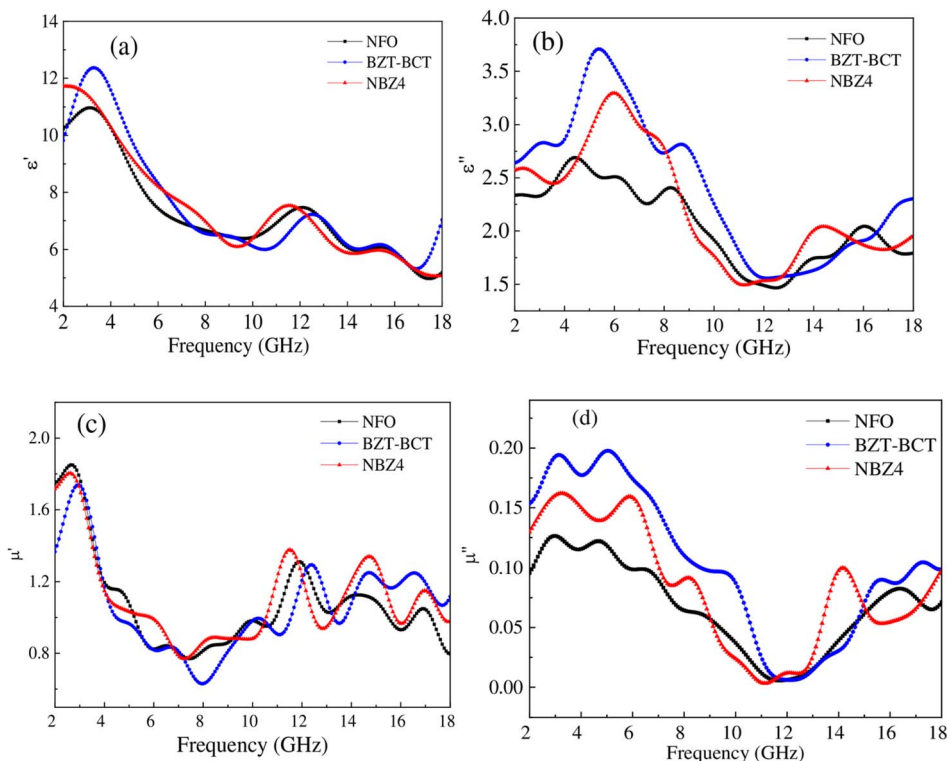 (a)
NFO
BZT-BCT
NBZ4
14
12
10
8
6
4
ε'
2 4 6 8 10 12 14 16 18
Frequency (GHz)
(b)
NFO
BZT-BCT
NBZ4
4.0
3.5
3.0
2.5
2.0
1.5
ε"
2 4 6 8 10 12 14 16 18
Frequency (GHz)
(c)
NFO
BZT-BCT
NBZ4
2.0
1.6
1.2
0.8
μ'
2 4 6 8 10 12 14 16 18
Frequency (GHz)
(d)
NFO
BZT-BCT
NBZ4
0.20
0.15
0.10
0.05
0.00
μ"
2 4 6 8 10 12 14 16 18
Frequency (GHz)